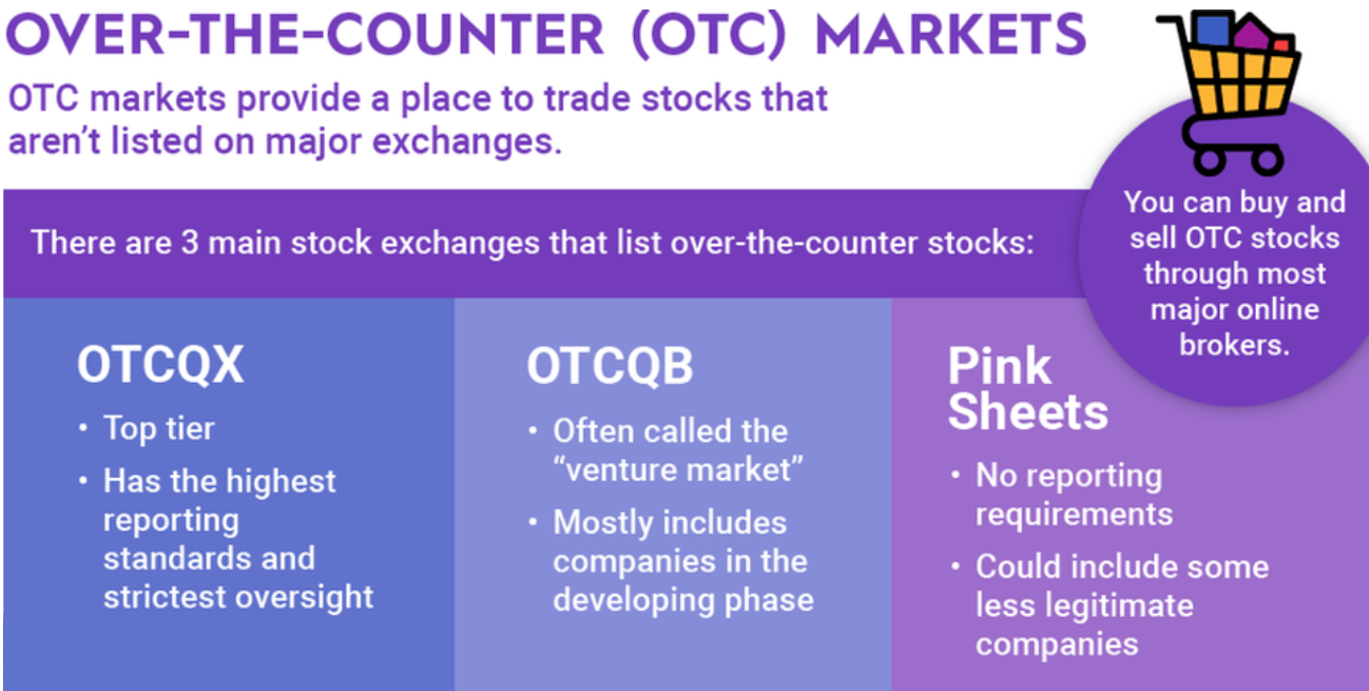 OVER-THE-COUNTER (OTC) MARKETS
OTC markets provide a place to trade stocks that
aren’t listed on major exchanges.
You can buy and
sell OTC stocks
through most
major online
brokers.
There are 3 main stock exchanges that list over-the-counter stocks:
OTCQX
• Top tier
• Has the highest
reporting
standards and
strictest oversight
OTCQB
• Often called the
“venture market”
• Mostly includes
companies in the
developing phase
Pink
Sheets
• No reporting
requirements
• Could include some
less legitimate
companies